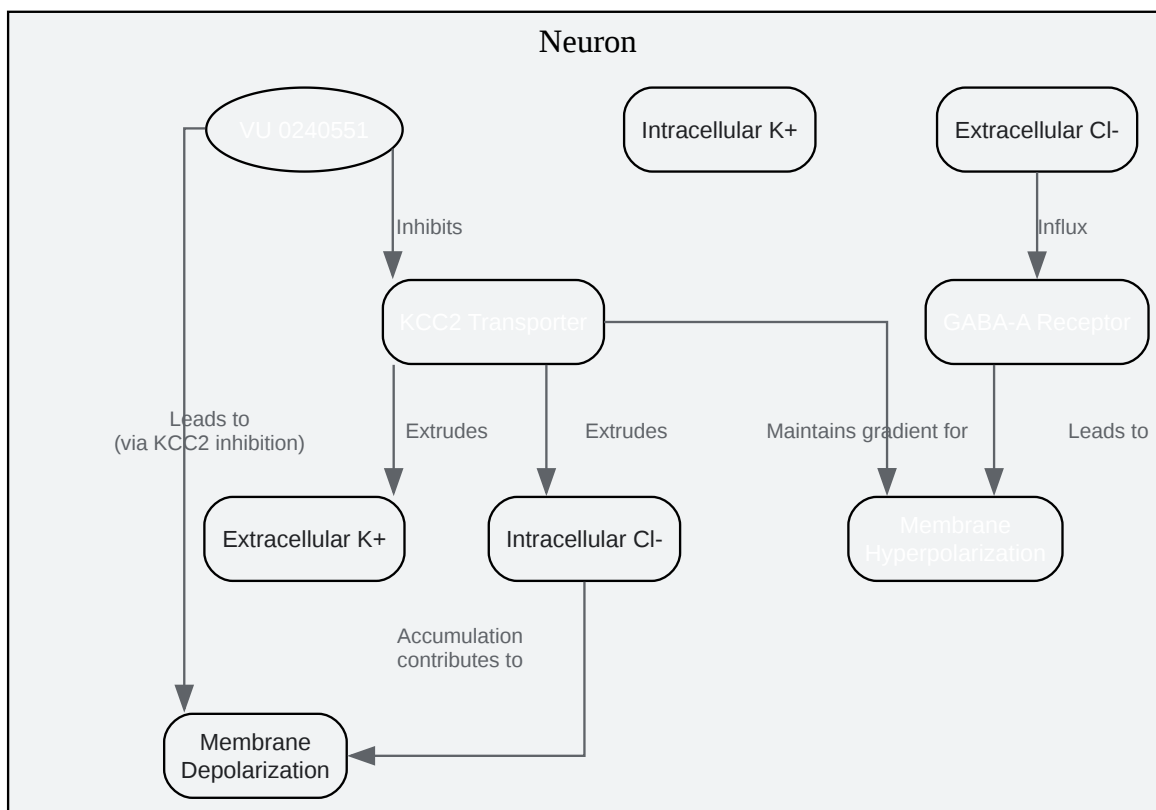 Neuron
VU 0240551
Intracellular K+
Extracellular Cl-
Inhibits
Influx
KCC2 Transporter
GABA-A Receptor
Leads to
(via KCC2 inhibition)
Extrudes
Extrudes
Maintains gradient for
Leads to
Extracellular K+
Intracellular Cl-
Membrane
Hyperpolarization
Accumulation
contributes to
Membrane
Depolarization